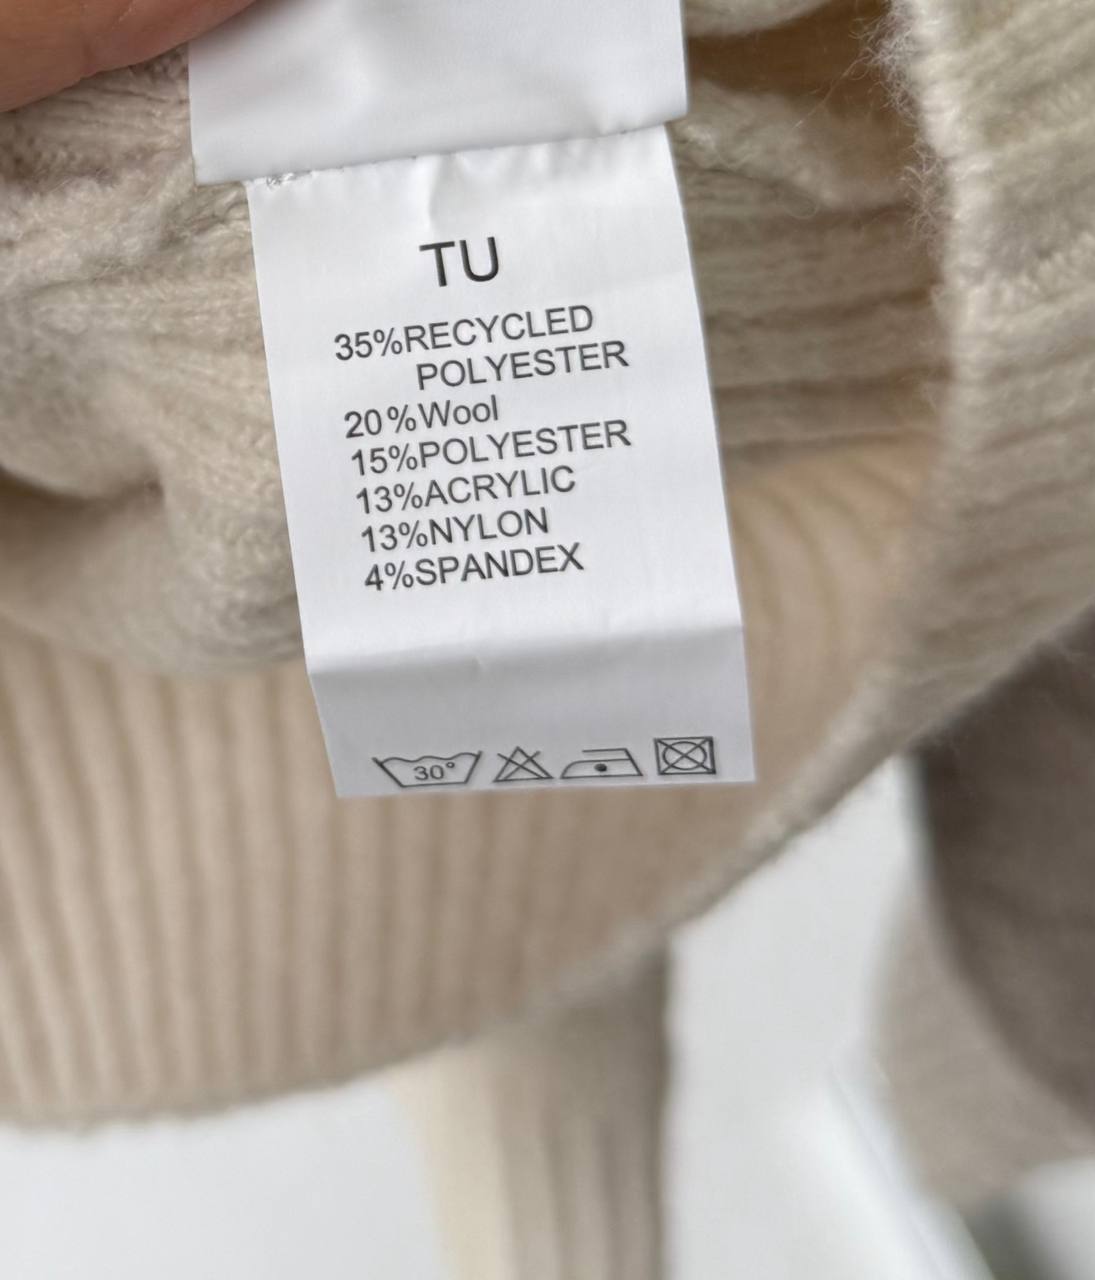 TU
35%RECYCLED
POLYESTER
20%Wool
15%POLYESTER
13%ACRYLIC
13%NYLON
4%SPANDEX
30°